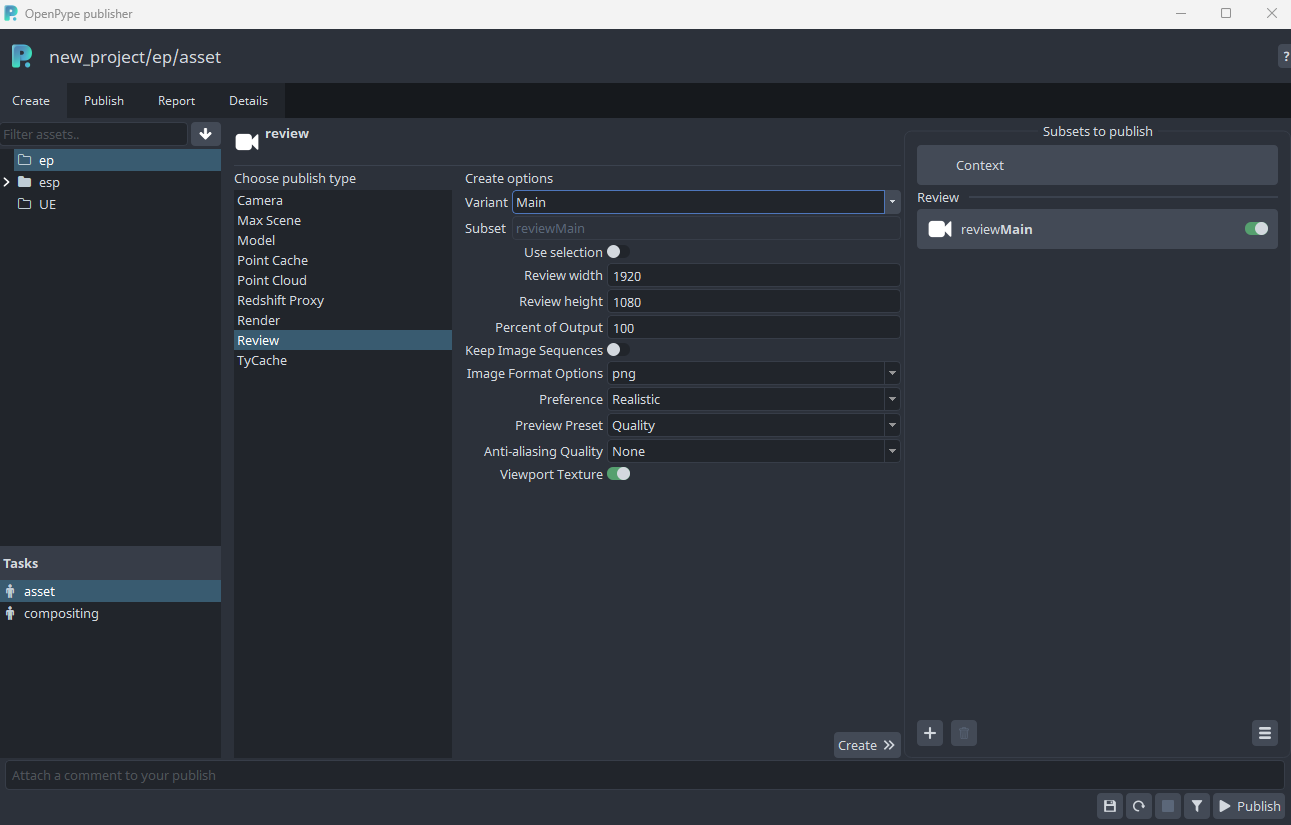 OpenPype publisher
new_project/ep/asset
?
Create
Publish
Report
Details
Filter assets..
ep
esp
UE
Tasks
asset
compositing
review
Choose publish type
Camera
Max Scene
Model
Point Cache
Point Cloud
Redshift Proxy
Render
Review
TyCache
Create options
Variant Main
Subset reviewMain
Use selection
Review width 1920
Review height 1080
Percent of Output 100
Keep Image Sequences
Image Format Options png
Preference Realistic
Preview Preset Quality
Anti-aliasing Quality None
Viewport Texture
Create
Subsets to publish
Context
Review
reviewMain
Attach a comment to your publish
Publish